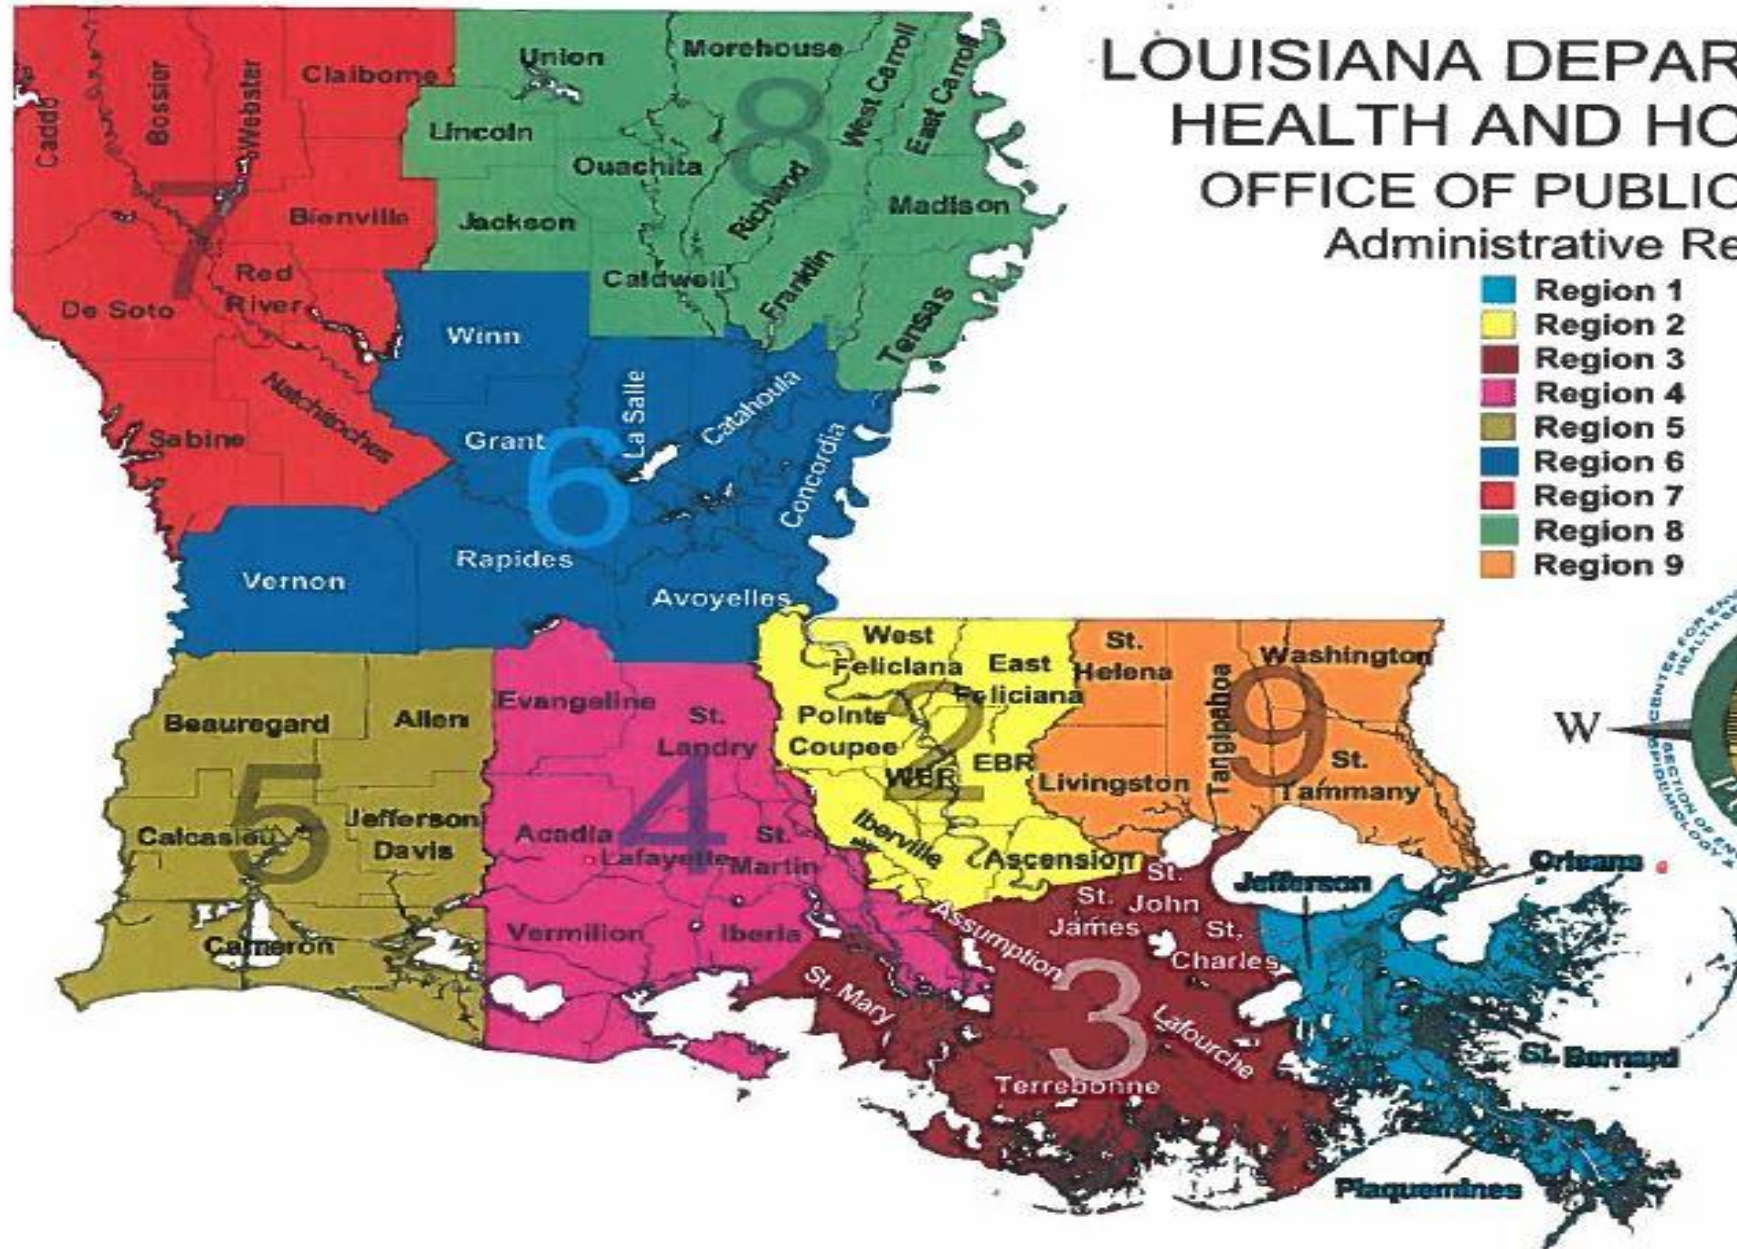 LOUISIANA DEPAR
HEALTH AND HO
OFFICE OF PUBLIC
Administrative Re
Region 1
Region 2
Region 3
Region 4
Region 5
Region 6
Region 7
Region 8
Region 9
Caddo
Bossier
Webster
Claiborne
Bienville
Red
River
De Soto
Natchitoches
Sabine
7
Union
Morehouse
West Carroll
East Carroll
Lincoln
Ouachita
Richland
Madison
Jackson
Caldwell
Franklin
Tensas
8
Winn
Grant
La Salle
Catahoula
Concordia
Rapides
Vernon
Avoyelles
6
Beauregard
Allen
Calcasieu
Jefferson
Davis
Cameron
5
Evangeline
St.
Landry
Acadia
Lafayette
St.
Martin
Vermilion
Iberia
4
West
Feliciana
East
Feliciana
Pointe
Coupee
WBR
EBR
Iberville
Ascension
2
St.
Helena
Tangipahoa
Washington
Livingston
St.
Tammany
9
Assumption
St.
James
St.
John
St.
Charles
St. Mary
Lafourche
Terrebonne
3
Jefferson
Orleans
St. Bernard
Plaquemines
1
W